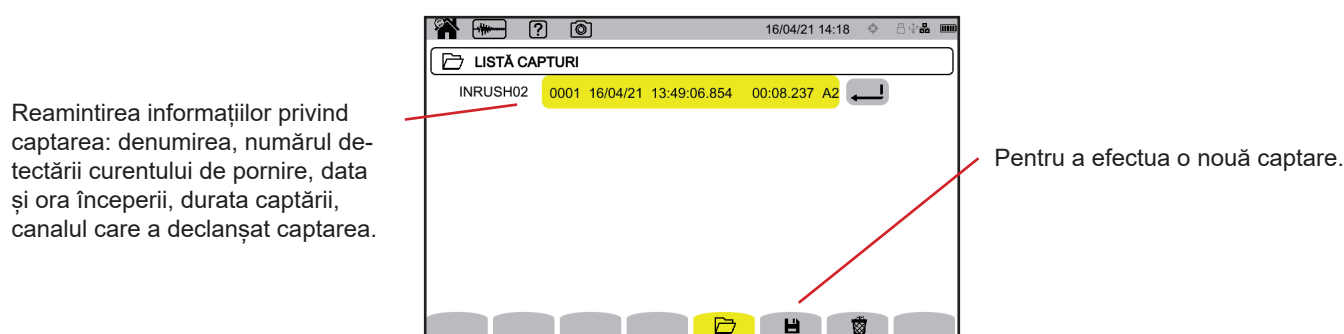 16/04/21 14:18
LISTĂ CAPTURI
INRUSH02 0001 16/04/21 13:49:06.854 00:08.237 A2
Reamintirea informațiilor privind
captarea: denumirea, numărul de-
tectării curentului de pornire, data
și ora începerii, durata captării,
canalul care a declanșat captarea.
Pentru a efectua o nouă captare.